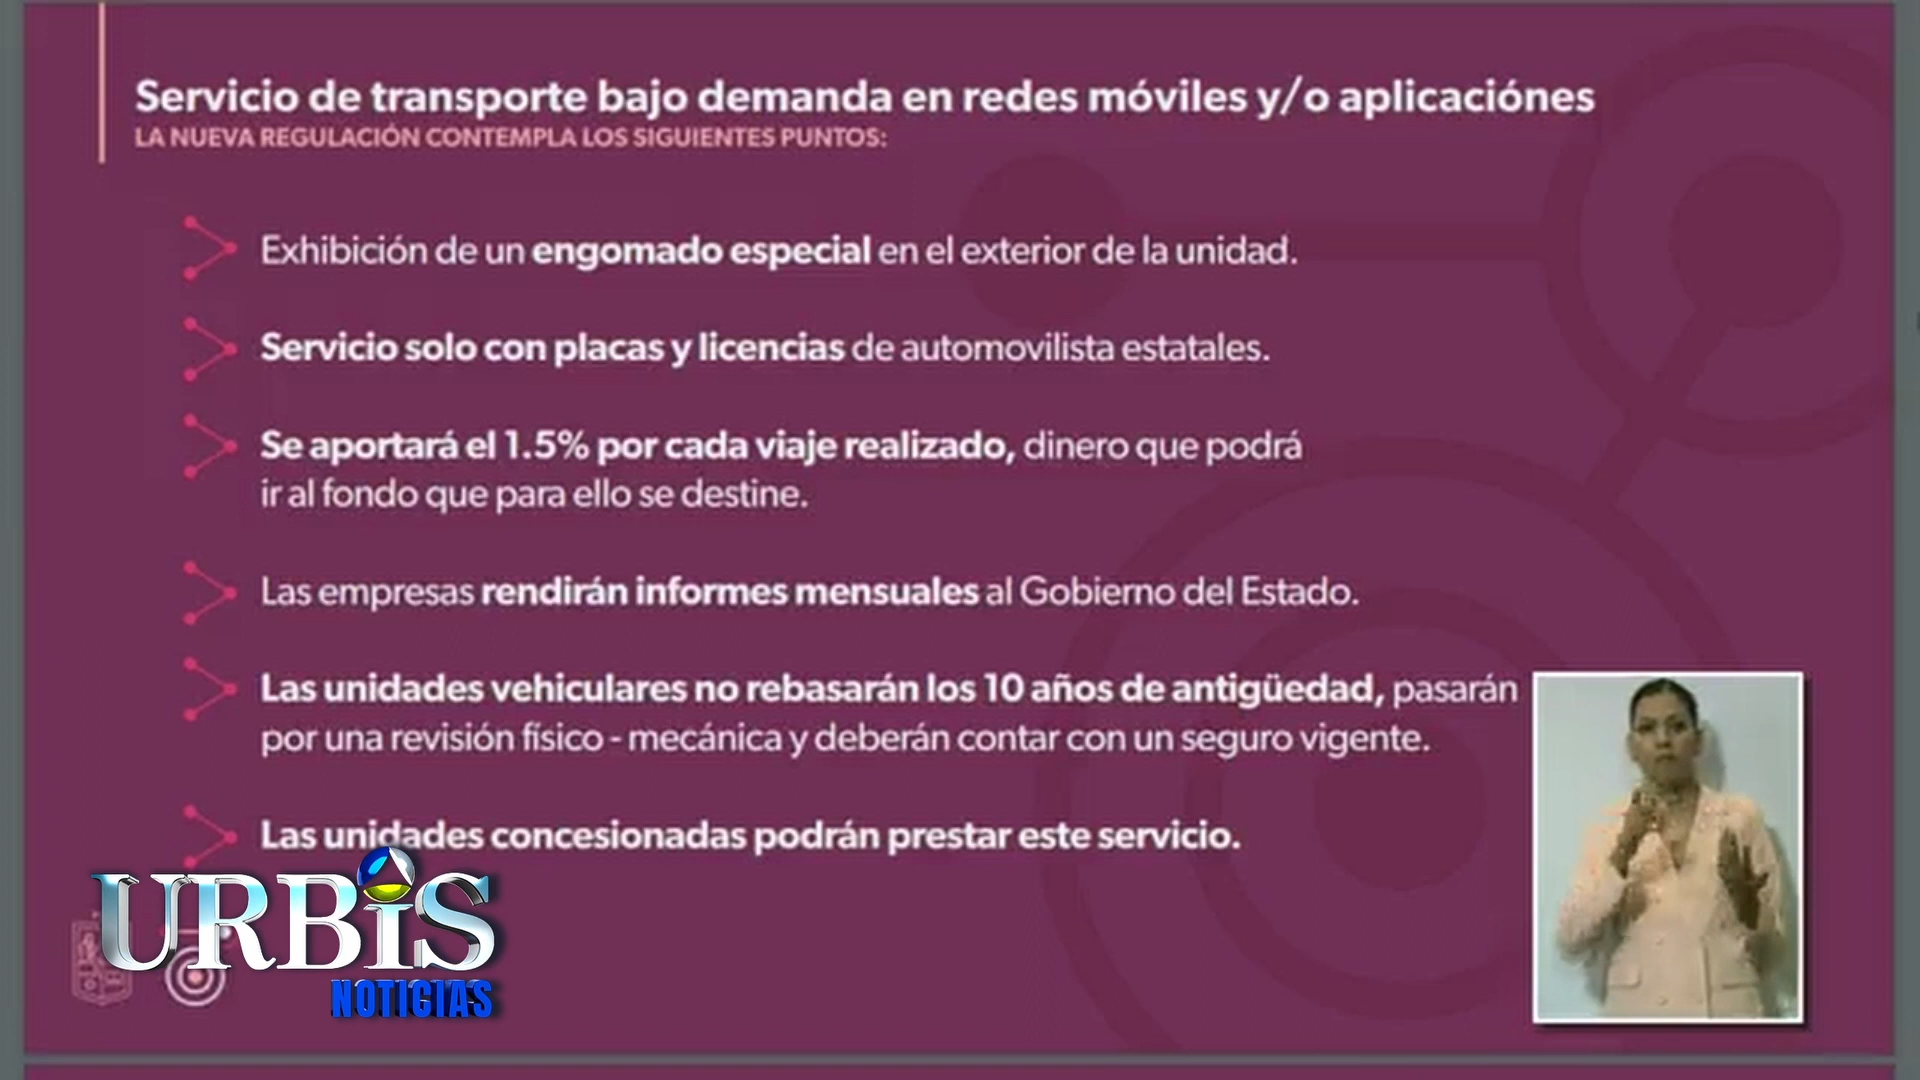 Servicio de transporte bajo demanda en redes móviles y/o aplicaciónes
LA NUEVA REGULACIÓN CONTEMPLA LOS SIGUIENTES PUNTOS:
Exhibición de un engomado especial en el exterior de la unidad.
Servicio solo con placas y licencias de automovilista estatales.
Se aportará el 1.5% por cada viaje realizado, dinero que podrá
ir al fondo que para ello se destine.
Las empresas rendirán informes mensuales al Gobierno del Estado.
Las unidades vehiculares no rebasarán los 10 años de antigüedad, pasarán
por una revisión físico - mecánica y deberán contar con un seguro vigente.
Las unidades concesionadas podrán prestar este servicio.
URBiS
NOTICIAS